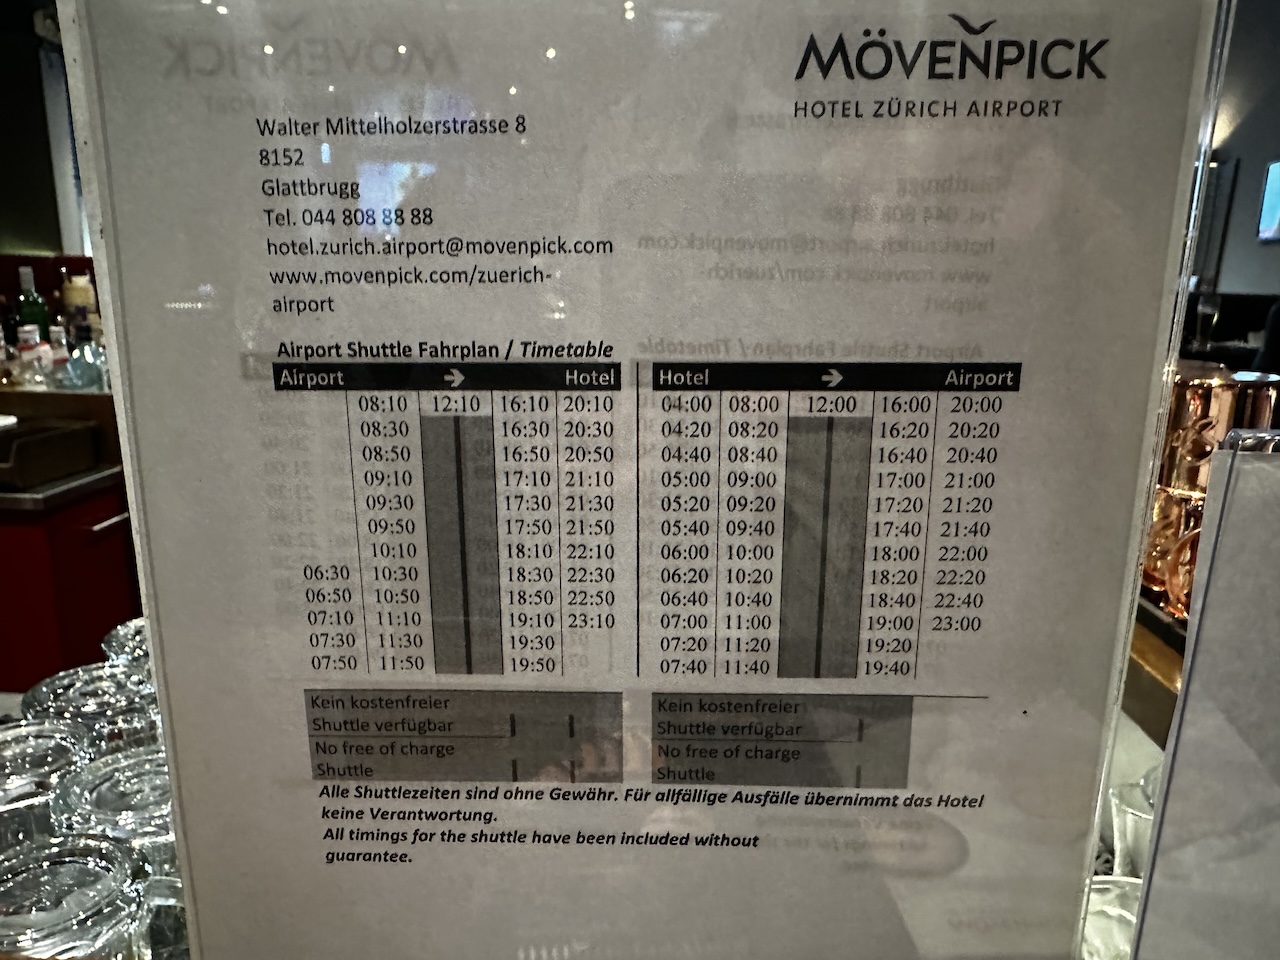 MÖVENPICK
HOTEL ZÜRICH AIRPORT
Walter Mittelholzerstrasse 8
8152
Glattbrugg
Tel. 044 808 88 88
hotel.zurich.airport@movenpick.com
www.movenpick.com/zuerich-
airport
Airport Shuttle Fahrplan / Timetable
Airport → Hotel
08:10 12:10 16:10 20:10
08:30 16:30 20:30
08:50 16:50 20:50
09:10 17:10 21:10
09:30 17:30 21:30
09:50 17:50 21:50
10:10 18:10 22:10
06:30 10:30 18:30 22:30
06:50 10:50 18:50 22:50
07:10 11:10 19:10 23:10
07:30 11:30 19:30
07:50 11:50 19:50
Kein kostenfreier
Shuttle verfügbar
No free of charge
Shuttle
Hotel → Airport
04:00 08:00 12:00 16:00 20:00
04:20 08:20 16:20 20:20
04:40 08:40 16:40 20:40
05:00 09:00 17:00 21:00
05:20 09:20 17:20 21:20
05:40 09:40 17:40 21:40
06:00 10:00 18:00 22:00
06:20 10:20 18:20 22:20
06:40 10:40 18:40 22:40
07:00 11:00 19:00 23:00
07:20 11:20 19:20
07:40 11:40 19:40
Kein kostenfreier
Shuttle verfügbar
No free of charge
Shuttle
Alle Shuttlezeiten sind ohne Gewähr. Für allfällige Ausfälle übernimmt das Hotel
keine Verantwortung.
All timings for the shuttle have been included without
guarantee.